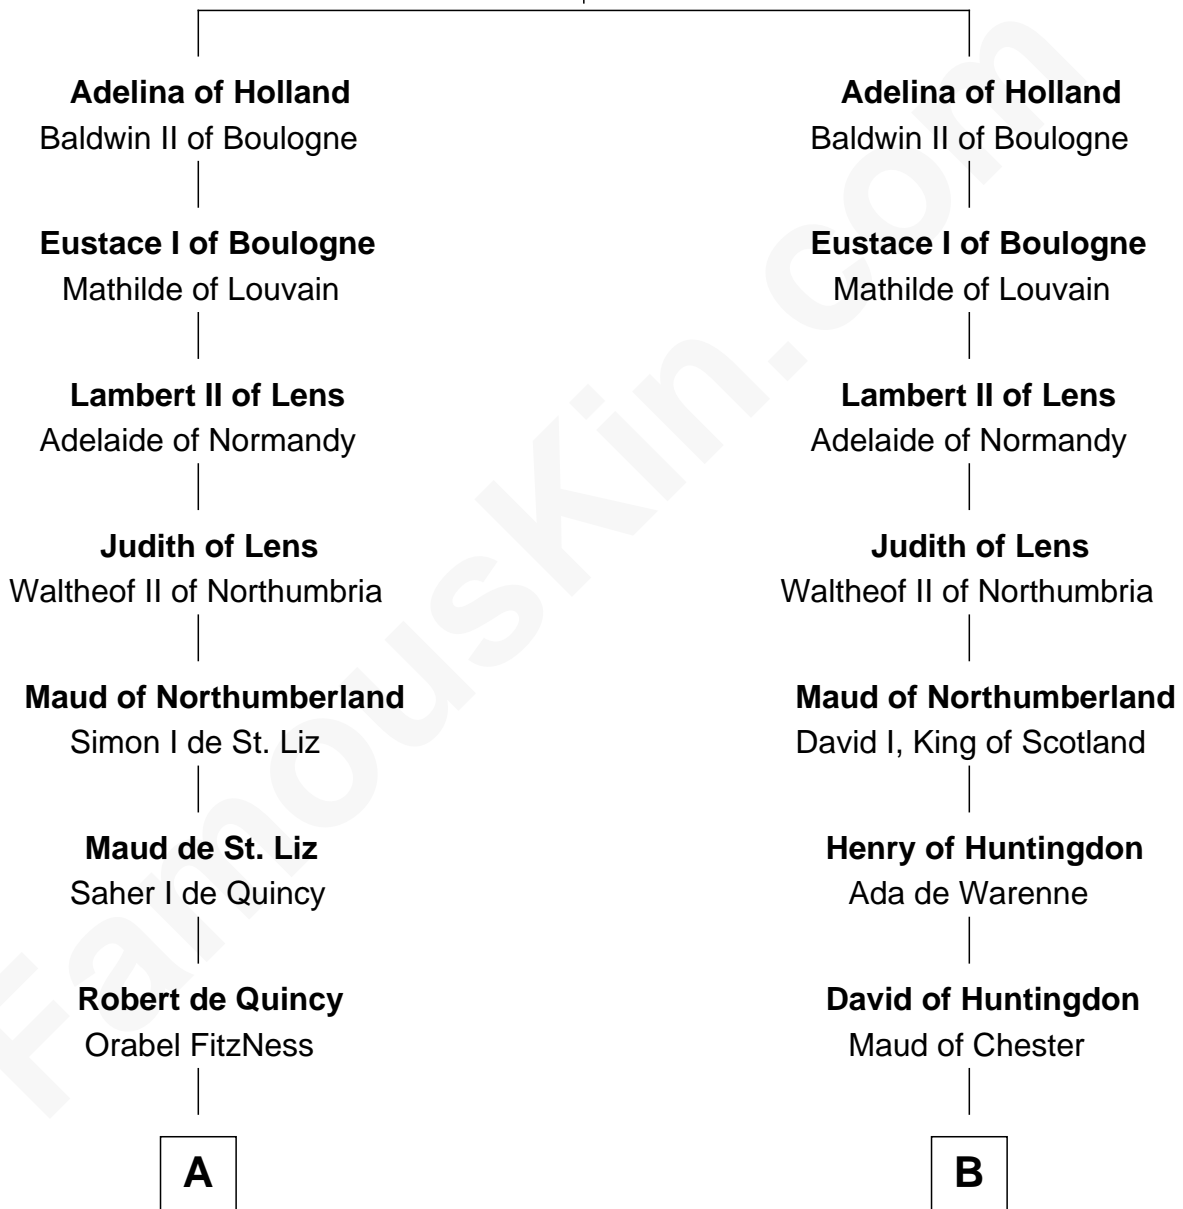 Adelina of Holland
Baldwin II of Boulogne
Eustace I of Boulogne
Mathilde of Louvain
Lambert II of Lens
Adelaide of Normandy
Judith of Lens
Waltheof II of Northumbria
Maud of Northumberland
Simon I de St. Liz
Maud de St. Liz
Saher I de Quincy
Robert de Quincy
Orabel FitzNess
A
Adelina of Holland
Baldwin II of Boulogne
Eustace I of Boulogne
Mathilde of Louvain
Lambert II of Lens
Adelaide of Normandy
Judith of Lens
Waltheof II of Northumbria
Maud of Northumberland
David I, King of Scotland
Henry of Huntingdon
Ada de Warenne
David of Huntingdon
Maud of Chester
B
FamousKin.com